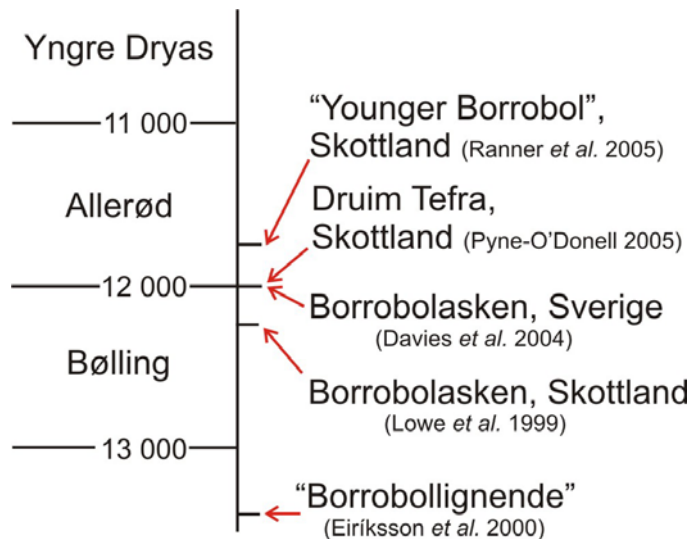 Yngre Dryas
11 000
“Younger Borrobol”,
Skottland (Ranner et al. 2005)
Allerød
Druim Tefra,
Skottland (Pyne-O’Donell 2005)
12 000
Borrobolasken, Sverige
(Davies et al. 2004)
Bølling
Borrobolasken, Skottland
(Lowe et al. 1999)
13 000
“Borrobollignende”
(Eiríksson et al. 2000)